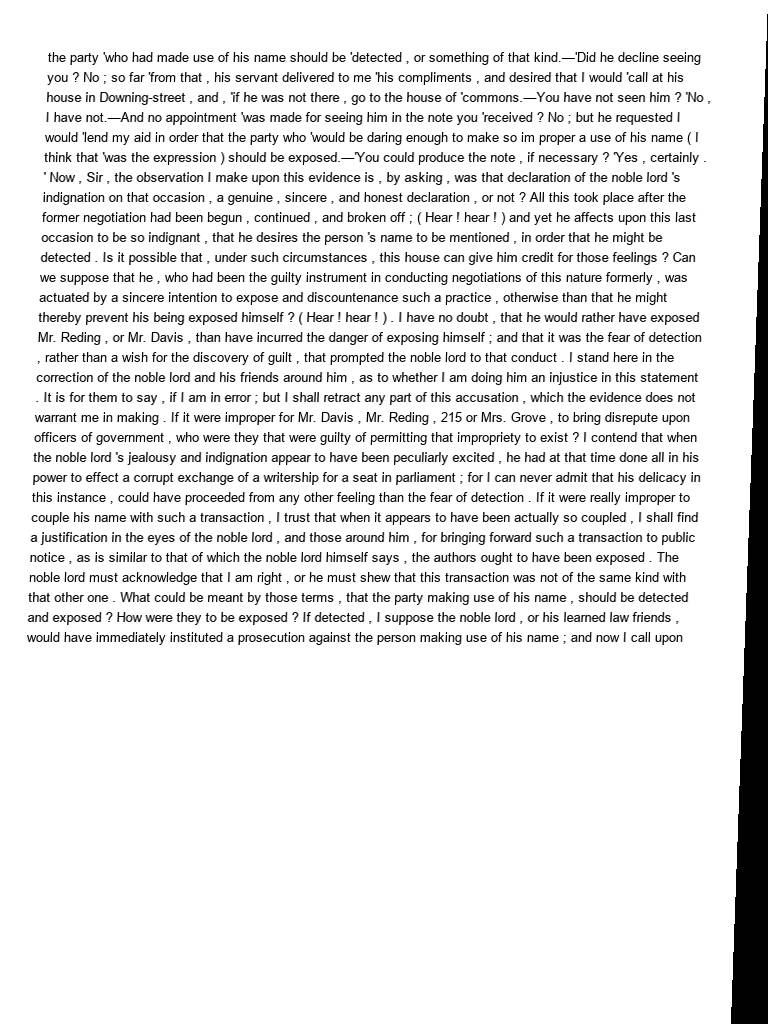 the party 'who had made use of his name should be 'detected , or something of that kind.—'Did he decline seeing
you ? No ; so far 'from that , his servant delivered to me 'his compliments , and desired that I would 'call at his
house in Downing-street , and , 'if he was not there , go to the house of 'commons.—You have not seen him ? 'No ,
I have not.—And no appointment 'was made for seeing him in the note you 'received ? No ; but he requested I
would 'lend my aid in order that the party who 'would be daring enough to make so im proper a use of his name ( I
think that 'was the expression ) should be exposed.—'You could produce the note , if necessary ? 'Yes , certainly .
' Now , Sir , the observation I make upon this evidence is , by asking , was that declaration of the noble lord 's
indignation on that occasion , a genuine , sincere , and honest declaration , or not ? All this took place after the
former negotiation had been begun , continued , and broken off ; ( Hear ! hear ! ) and yet he affects upon this last
occasion to be so indignant , that he desires the person 's name to be mentioned , in order that he might be
detected . Is it possible that , under such circumstances , this house can give him credit for those feelings ? Can
we suppose that he , who had been the guilty instrument in conducting negotiations of this nature formerly , was
actuated by a sincere intention to expose and discountenance such a practice , otherwise than that he might
thereby prevent his being exposed himself ? ( Hear ! hear ! ) . I have no doubt , that he would rather have exposed
Mr. Reding , or Mr. Davis , than have incurred the danger of exposing himself ; and that it was the fear of detection
, rather than a wish for the discovery of guilt , that prompted the noble lord to that conduct . I stand here in the
correction of the noble lord and his friends around him , as to whether I am doing him an injustice in this statement
. It is for them to say , if I am in error ; but I shall retract any part of this accusation , which the evidence does not
warrant me in making . If it were improper for Mr. Davis , Mr. Reding , 215 or Mrs. Grove , to bring disrepute upon
officers of government , who were they that were guilty of permitting that impropriety to exist ? I contend that when
the noble lord 's jealousy and indignation appear to have been peculiarly excited , he had at that time done all in his
power to effect a corrupt exchange of a writership for a seat in parliament ; for I can never admit that his delicacy in
this instance , could have proceeded from any other feeling than the fear of detection . If it were really improper to
couple his name with such a transaction , I trust that when it appears to have been actually so coupled , I shall find
a justification in the eyes of the noble lord , and those around him , for bringing forward such a transaction to public
notice , as is similar to that of which the noble lord himself says , the authors ought to have been exposed . The
noble lord must acknowledge that I am right , or he must shew that this transaction was not of the same kind with
that other one . What could be meant by those terms , that the party making use of his name , should be detected
and exposed ? How were they to be exposed ? If detected , I suppose the noble lord , or his learned law friends ,
would have immediately instituted a prosecution against the person making use of his name ; and now I call upon